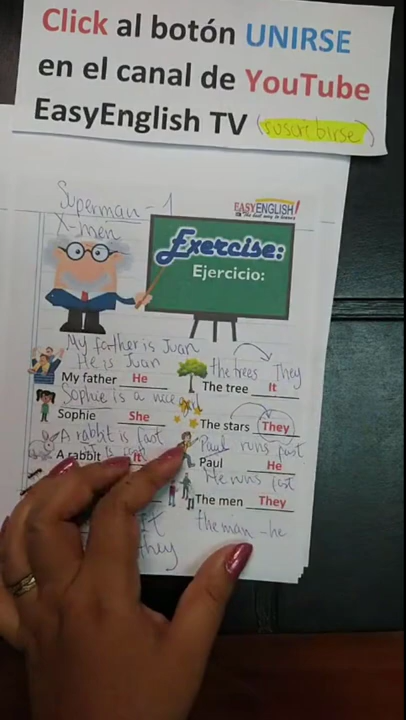 Click al botón UNIRSE
en el canal de YouTube
EasyEnglish TV (suscribirse)
Superman - 1
X-men
EASYENGLISH!
Exercise:
Ejercicio:
My father is Juan
He is Juan
My father He
the trees They
The tree It
Sophie is a nice girl
Sophie She
The stars They
A rabbit is fast
It is
A rabbit It
Paul runs fast
Paul He
He runs fast
The men They
the man - he
It
they